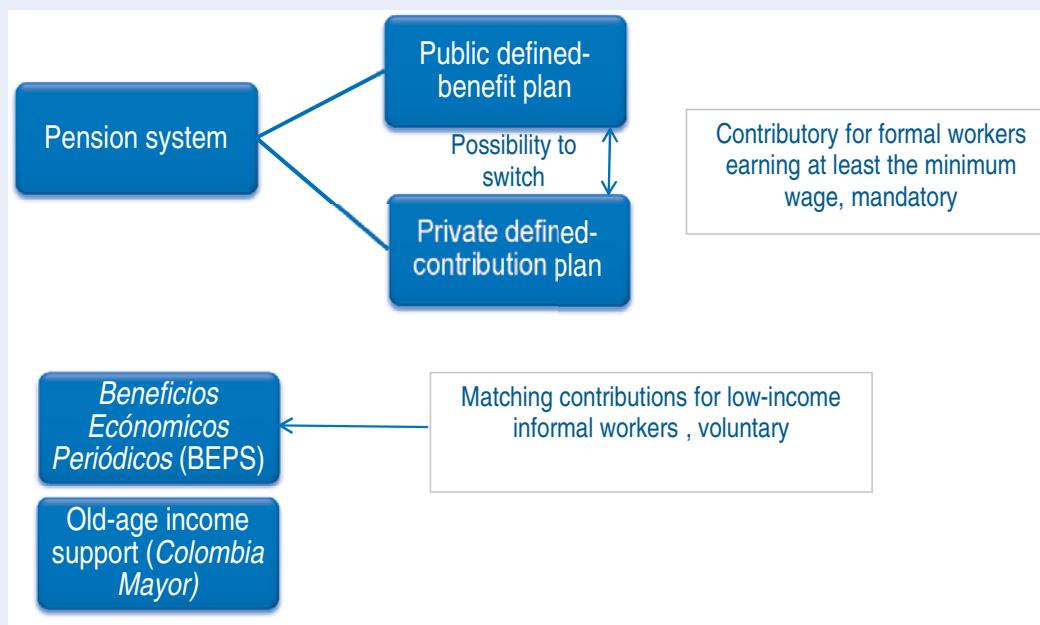 Public defined-
benefit plan
Pension system
Possibility to
switch
Contributory for formal workers
earning at least the minimum
wage, mandatory
Private defined-
contribution plan
Beneficios
Ecónomicos
Periódicos (BEPS)
Matching contributions for low-income
informal workers , voluntary
Old-age income
support (Colombia
Mayor)